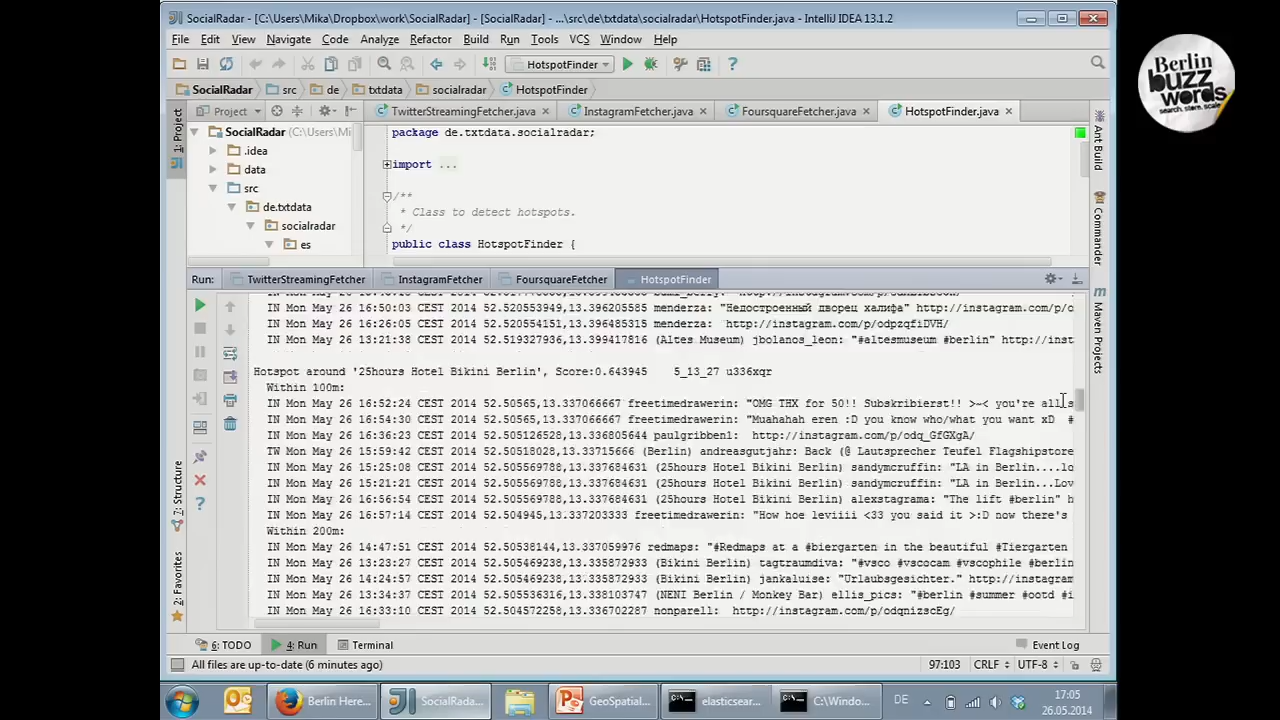 SocialRadar - [C:\Users\Mika\Dropbox\work\SocialRadar] - [SocialRadar] - ...\src\de\txtdata\socialradar\HotspotFinder.java - IntelliJ IDEA 13.1.2
File Edit View Navigate Code Analyze Refactor Build Run Tools VCS Window Help
HotspotFinder
SocialRadar src de txtdata socialradar HotspotFinder
Project TwitterStreamingFetcher.java InstagramFetcher.java FoursquareFetcher.java HotspotFinder.java
1: Project
SocialRadar (C:\Users\Mi
.idea
data
src
de.txtdata
socialradar
es
package de.txtdata.socialradar;
import ...
/**
* Class to detect hotspots.
*/
public class HotspotFinder {
Ant Build
Commander
Maven Projects
Run: TwitterStreamingFetcher InstagramFetcher FoursquareFetcher HotspotFinder
IN Mon May 26 16:50:03 CEST 2014 52.520553949,13.396205585 menderza: "Недостроенный дворец халифа" http://instagram.com/p/o
IN Mon May 26 16:26:05 CEST 2014 52.520554151,13.396485315 menderza: http://instagram.com/p/odpzqfiDVH/
IN Mon May 26 13:21:38 CEST 2014 52.519327936,13.399417816 (Altes Museum) jbolanos_leon: "#altesmuseum #berlin" http://inst
Hotspot around '25hours Hotel Bikini Berlin', Score:0.643945 5_13_27 u336xqr
Within 100m:
IN Mon May 26 16:52:24 CEST 2014 52.50565,13.337066667 freetimedrawerin: "OMG THX for 50!! Subskribierst!! >~< you're all s
IN Mon May 26 16:54:30 CEST 2014 52.50565,13.337066667 freetimedrawerin: "Muahahah eren :D you know who/what you want xD #
IN Mon May 26 16:36:23 CEST 2014 52.505126528,13.336805644 paulgribben1: http://instagram.com/p/odq_GfGXgA/
TW Mon May 26 15:59:42 CEST 2014 52.50518028,13.33715666 (Berlin) andreasgutjahr: Back (@ Lautsprecher Teufel Flagshipstore
IN Mon May 26 15:25:08 CEST 2014 52.505569788,13.337684631 (25hours Hotel Bikini Berlin) sandymcruffin: "LA in Berlin....lo
IN Mon May 26 15:21:21 CEST 2014 52.505569788,13.337684631 (25hours Hotel Bikini Berlin) sandymcruffin: "LA in Berlin...Lov
IN Mon May 26 16:56:54 CEST 2014 52.505569788,13.337684631 (25hours Hotel Bikini Berlin) alexstagrama: "The lift #berlin" h
IN Mon May 26 16:57:14 CEST 2014 52.504945,13.337203333 freetimedrawerin: "How hoe leviii <33 you said it >:D now there's
Within 200m:
IN Mon May 26 14:47:51 CEST 2014 52.50538144,13.337059976 redmaps: "#Redmaps at a #biergarten in the beautiful #Tiergarten
IN Mon May 26 13:23:27 CEST 2014 52.505469238,13.335872933 (Bikini Berlin) tagtraumdiva: "#vsco #vscocam #vscophile #berlin
IN Mon May 26 14:24:57 CEST 2014 52.505469238,13.335872933 (Bikini Berlin) jankaluise: "Urlaubsgesichter." http://instagram
IN Mon May 26 13:34:37 CEST 2014 52.505536316,13.338103747 (NENI Berlin / Monkey Bar) ellis_pics: "#berlin #summer #ootd #i
IN Mon May 26 16:33:10 CEST 2014 52.504572258,13.336702287 nonparell: http://instagram.com/p/odqnizscEg/
7: Structure
2: Favorites
6: TODO 4: Run Terminal Event Log
All files are up-to-date (6 minutes ago) 97:103 CRLF UTF-8
Berlin Here... SocialRa... GeoSpatial... elasticsear... C:\Windo... DE 17:05
26.05.2014
Berlin
buzz
words
search. store. scale.